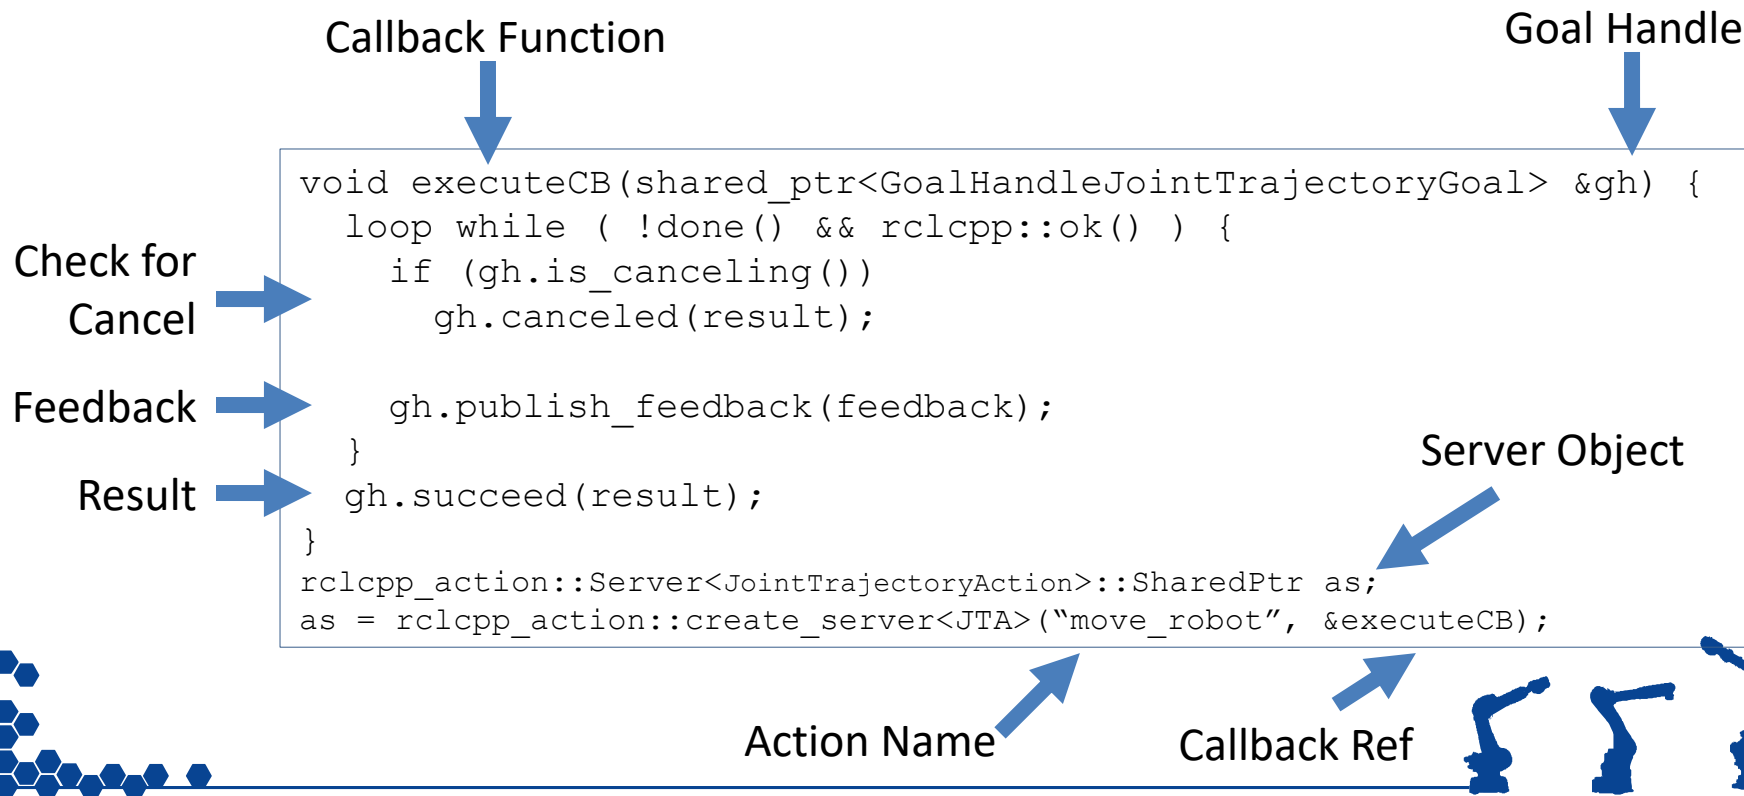 Callback Function
Goal Handle
void executeCB(shared_ptr<GoalHandleJointTrajectoryGoal> &gh) {
loop while ( !done() && rclcpp::ok() ) {
Check for
Cancel
if (gh.is_canceling())
gh.canceled(result);
Feedback
gh.publish_feedback(feedback);
}
Server Object
Result
gh.succeed(result);
}
rclcpp_action::Server<JointTrajectoryAction>::SharedPtr as;
as = rclcpp_action::create_server<JTA>(“move_robot”, &executeCB);
Action Name
Callback Ref